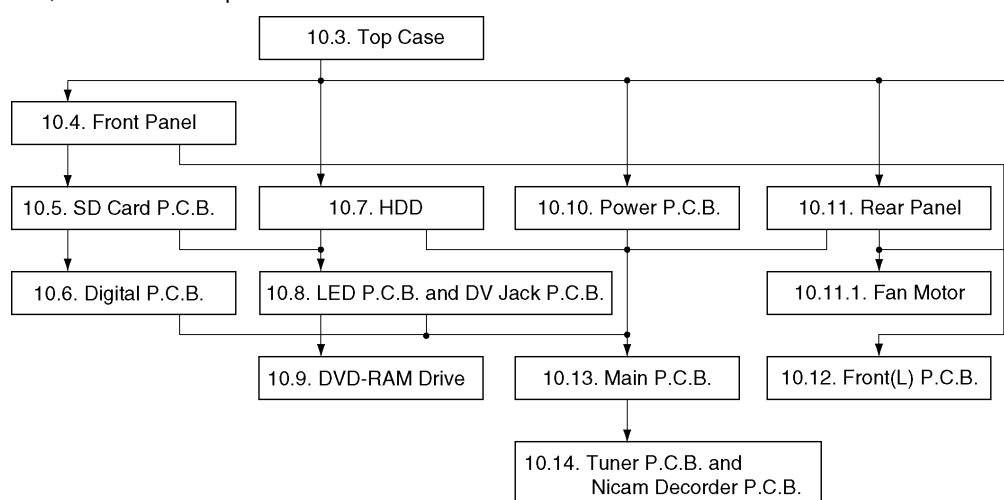 10.3. Top Case
10.4. Front Panel
10.5. SD Card P.C.B.
10.7. HDD
10.10. Power P.C.B.
10.11. Rear Panel
10.6. Digital P.C.B.
10.8. LED P.C.B. and DV Jack P.C.B.
10.11.1. Fan Motor
10.9. DVD-RAM Drive
10.13. Main P.C.B.
10.12. Front(L) P.C.B.
10.14. Tuner P.C.B. and
Nicam Decorder P.C.B.